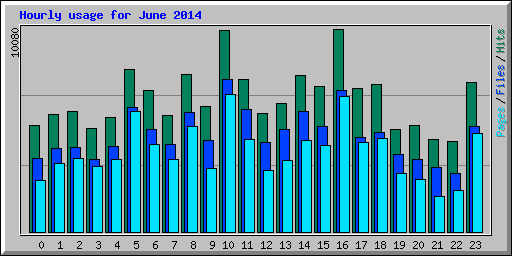 Hourly usage for June 2014
10080
Pages / Files / Hits
0 1 2 3 4 5 6 7 8 9 10 11 12 13 14 15 16 17 18 19 20 21 22 23